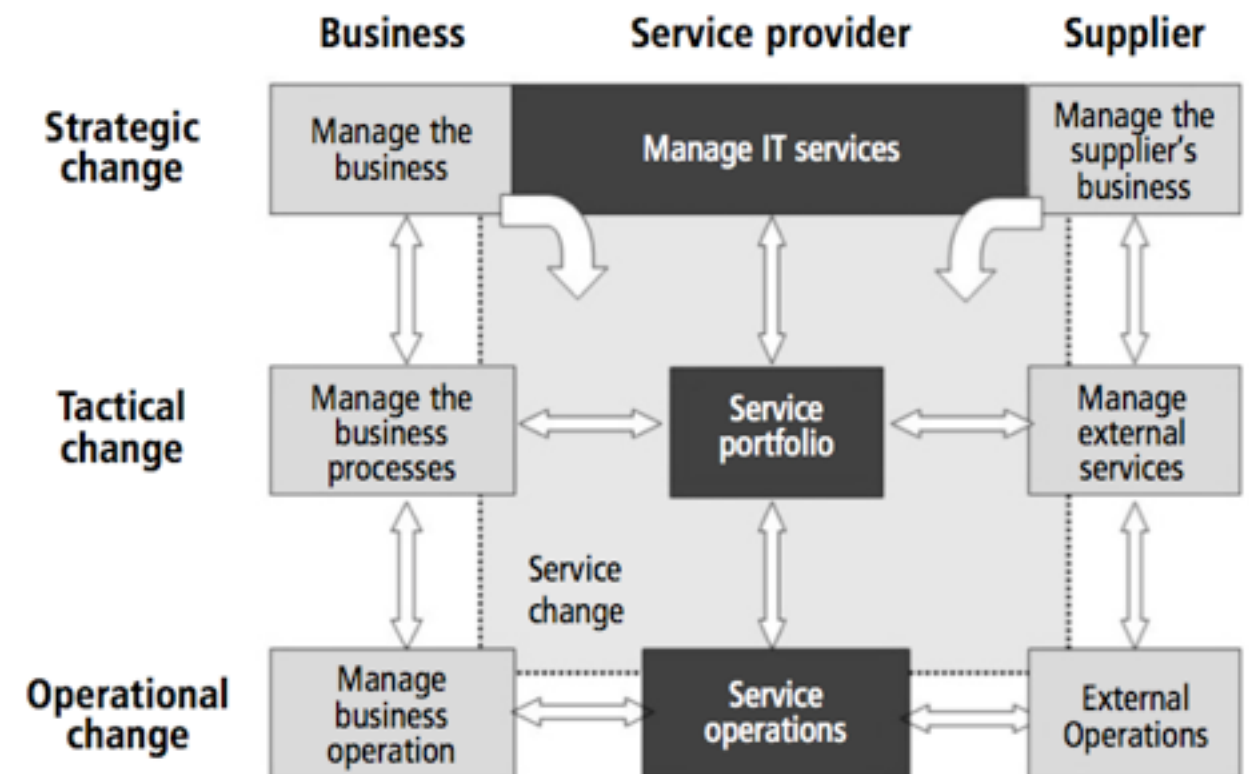 Business Service provider Supplier
Strategic
change
Manage the
business
Manage IT services
Manage the
supplier's
business
Tactical
change
Manage the
business
processes
Service
portfolio
Manage
external
services
Service
change
Operational
change
Manage
business
operation
Service
operations
External
Operations